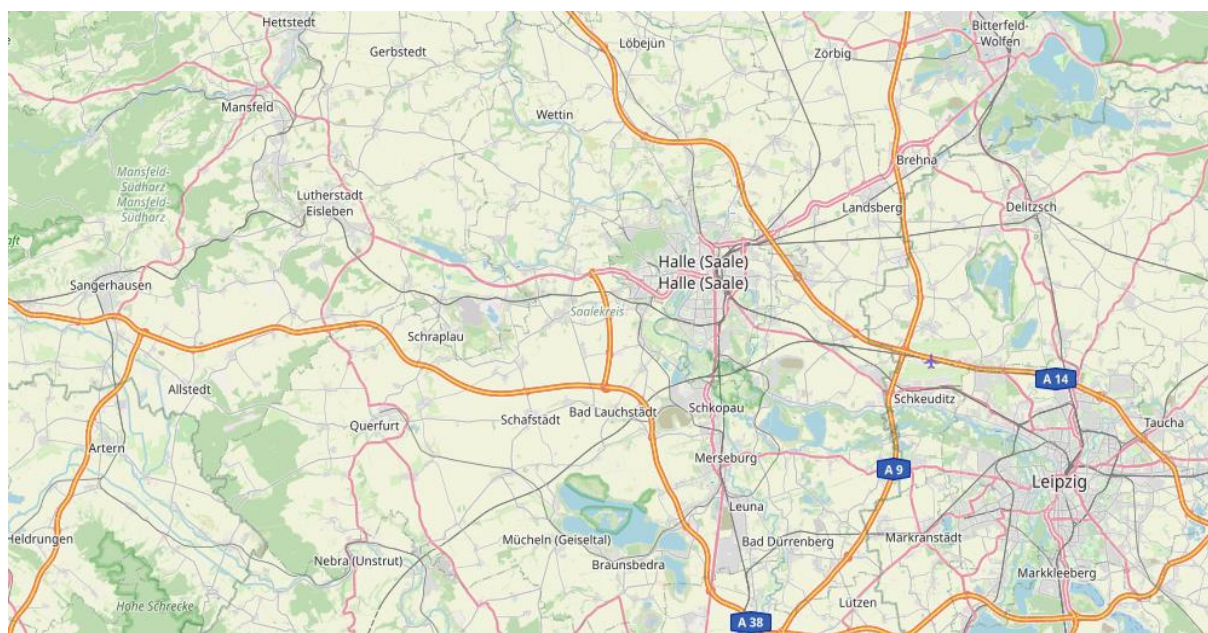 Hettstedt
Löbejün
Bitterfeld-
Wolfen
Gerbstedt
Zörbig
Mansfeld
Wettin
Brehna
Mansfeld-
Südharz
Mansfeld-
Südharz
Lutherstadt
Eisleben
Landsberg
Delitzsch
Halle (Saale)
Halle (Saale)
Sangerhausen
Saalekreis
Schraplau
A 14
Allstedt
Schkeuditz
Schafstädt
Bad Lauchstädt
Schkopau
Querfurt
Taucha
Artern
Merseburg
A 9
Leipzig
Leuna
Heldrungen
Mücheln (Geiseltal)
Bad Dürrenberg
Markranstädt
Nebra (Unstrut)
Braunsbedra
Markkleeberg
Hohe Schrecke
Lützen
A 38